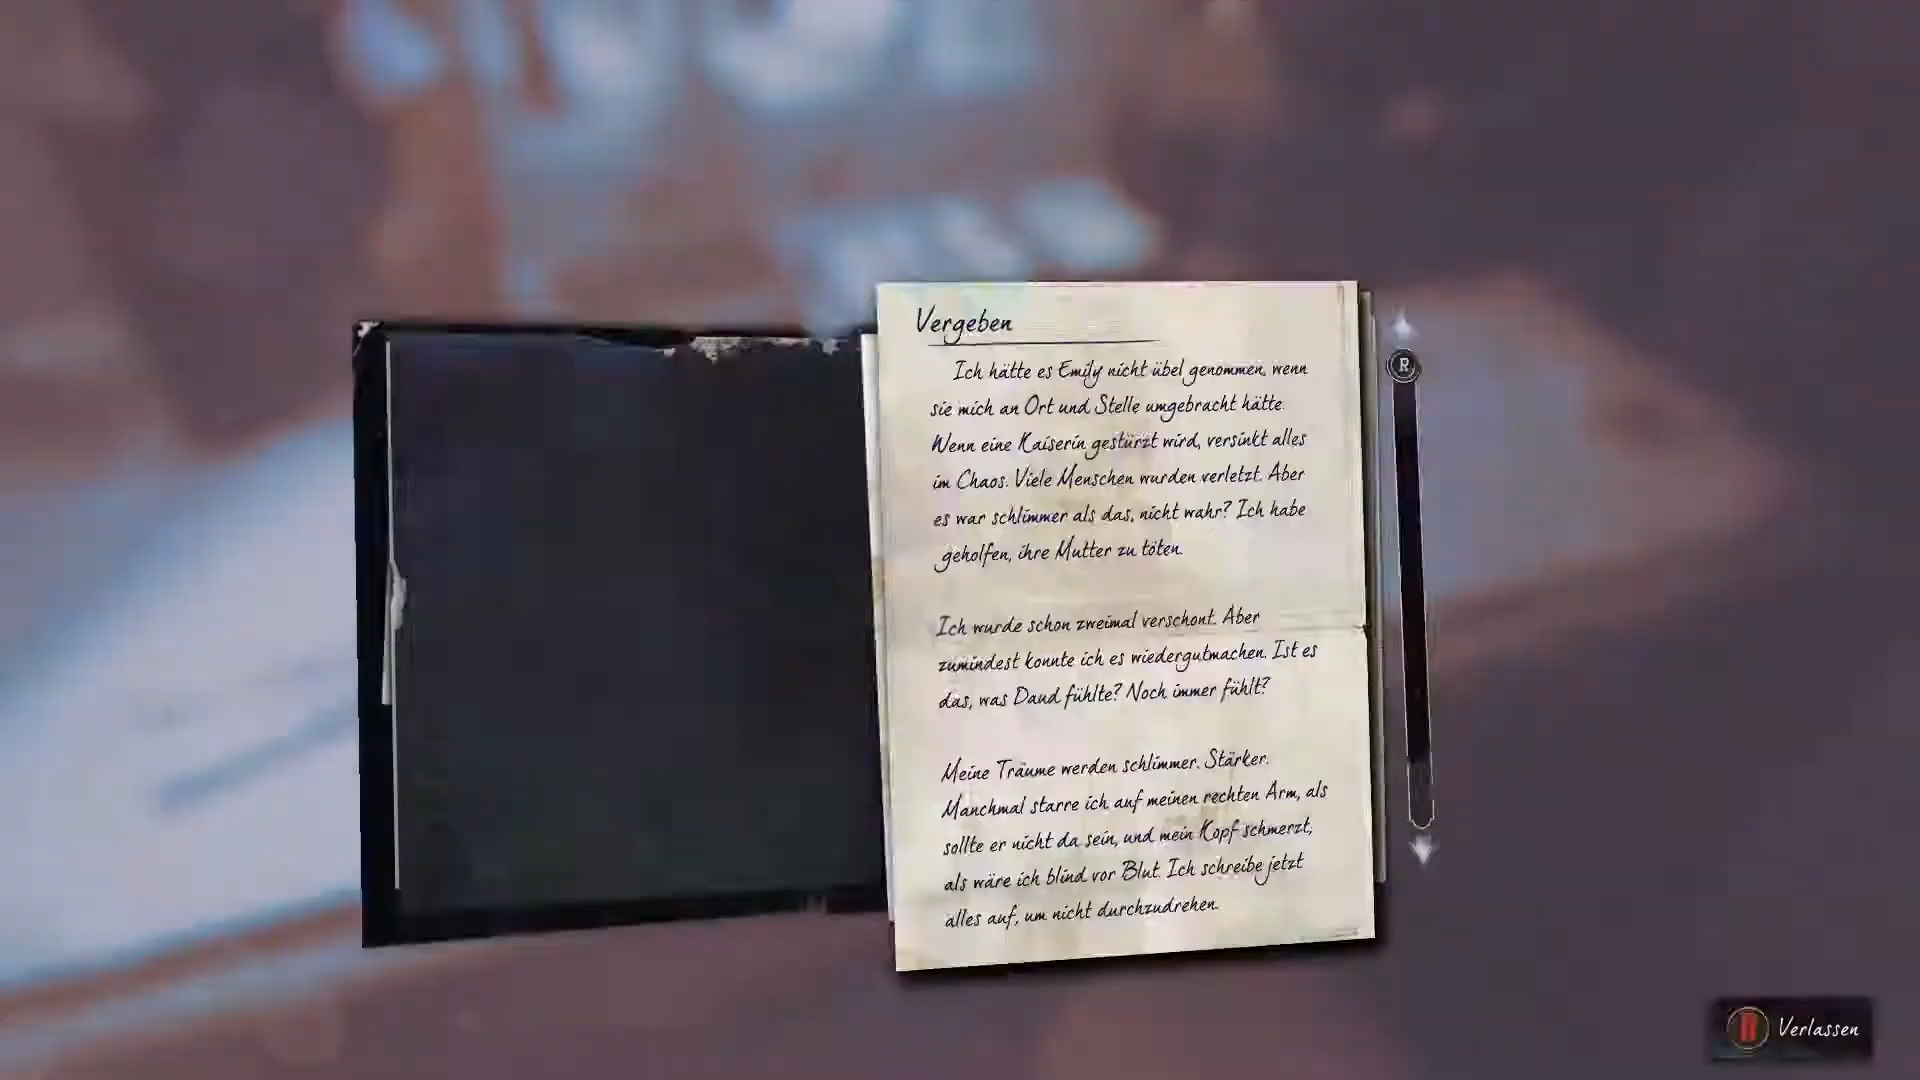 Vergeben
Ich hätte es Emily nicht übel genommen, wenn
sie mich an Ort und Stelle umgebracht hätte.
Wenn eine Kaiserin gestürzt wird, versinkt alles
im Chaos. Viele Menschen wurden verletzt. Aber
es war schlimmer als das, nicht wahr? Ich habe
geholfen, ihre Mutter zu töten.
Ich wurde schon zweimal verschont. Aber
zumindest konnte ich es wiedergutmachen. Ist es
das, was Daud fühlte? Noch immer fühlt?
Meine Träume werden schlimmer. Stärker.
Manchmal starre ich auf meinen rechten Arm, als
sollte er nicht da sein, und mein Kopf schmerzt,
als wäre ich blind vor Blut. Ich schreibe jetzt
alles auf, um nicht durchzudrehen.
R
Verlassen